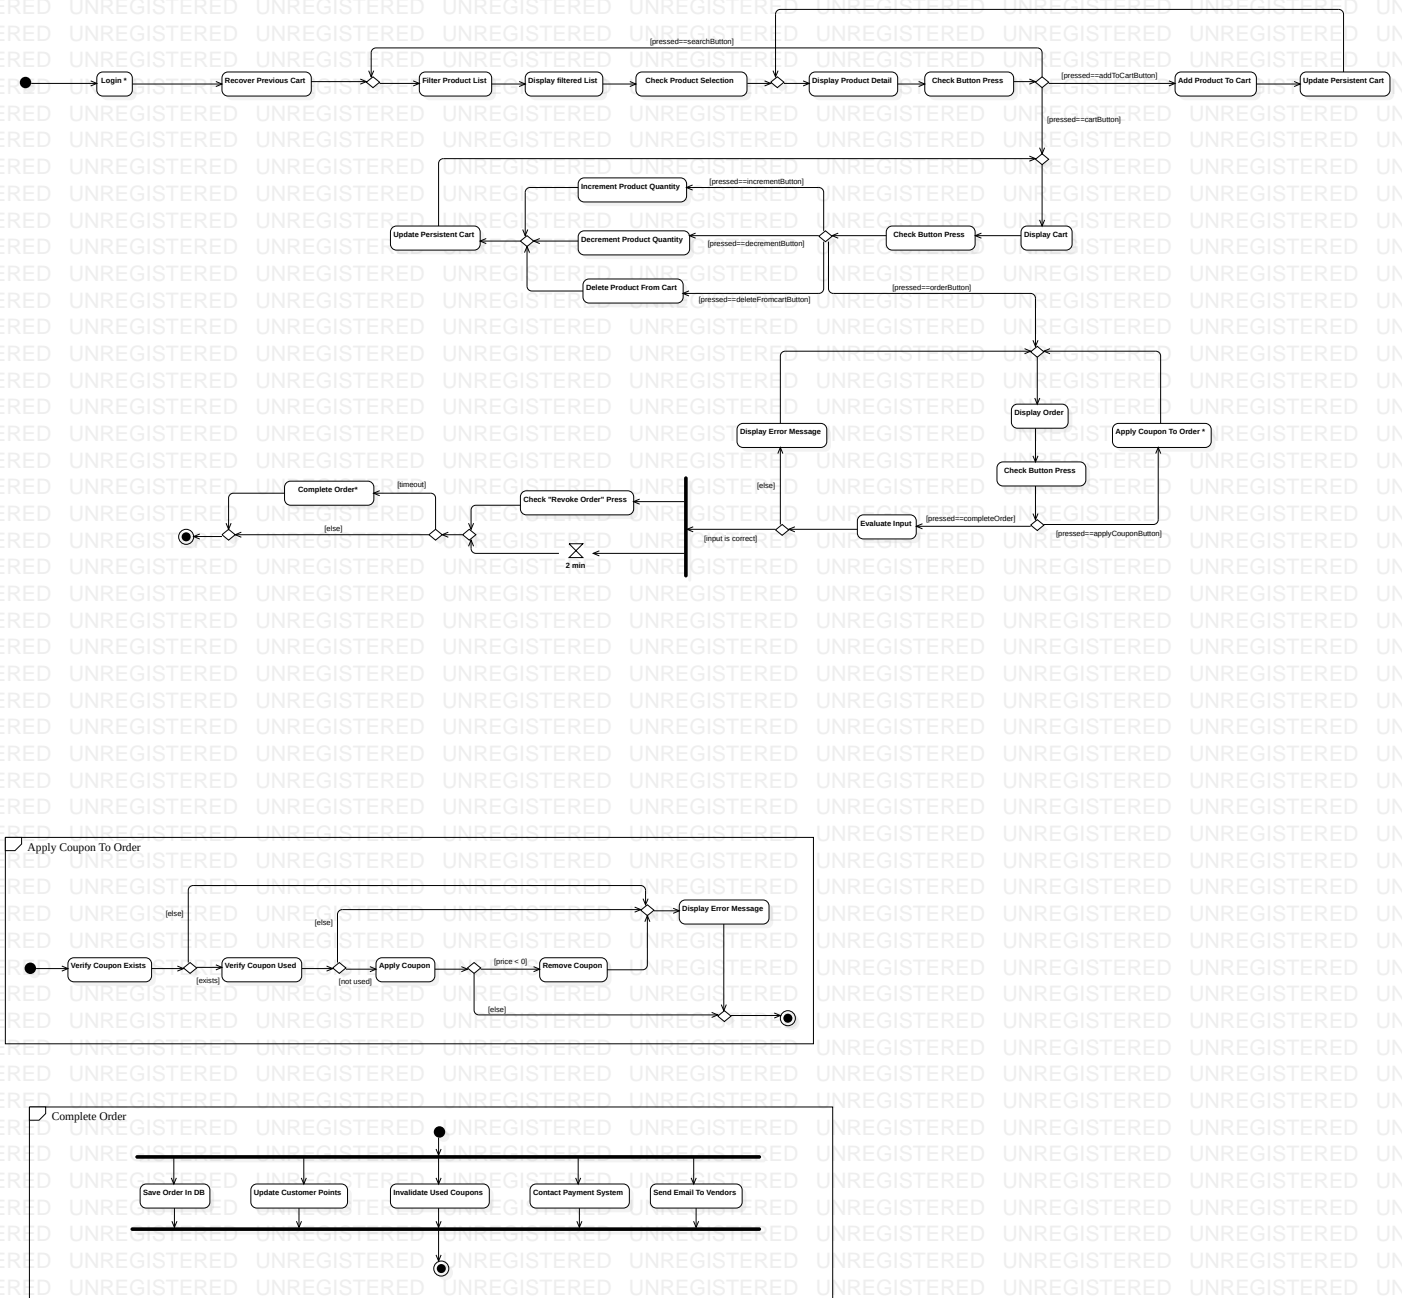 [pressed==searchButton]
Login *
Recover Previous Cart
Filter Product List
Display filtered List
Check Product Selection
Display Product Detail
Check Button Press
[pressed==addToCartButton]
Add Product To Cart
Update Persistent Cart
[pressed==cartButton]
Increment Product Quantity
[pressed==incrementButton]
Update Persistent Cart
Decrement Product Quantity
[pressed==decrementButton]
Check Button Press
Display Cart
Delete Product From Cart
[pressed==deleteFromcartButton]
[pressed==orderButton]
Display Order
Display Error Message
Apply Coupon To Order *
Check Button Press
[else]
Complete Order*
[timeout]
Check "Revoke Order" Press
[else]
[input is correct]
Evaluate Input
[pressed==completeOrder]
[pressed==applyCouponButton]
2 min
Apply Coupon To Order
[else]
[else]
Display Error Message
Verify Coupon Exists
[exists]
Verify Coupon Used
[not used]
Apply Coupon
[price < 0]
Remove Coupon
[else]
Complete Order
Save Order In DB
Update Customer Points
Invalidate Used Coupons
Contact Payment System
Send Email To Vendors
UNREGISTERED